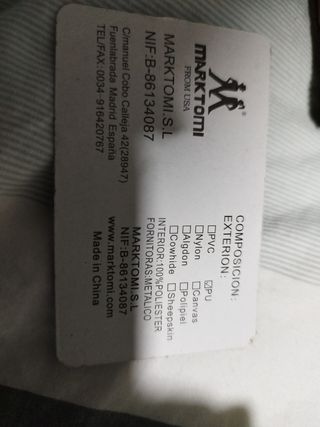 MARKTOMI®
FROM USA
MARKTOMI.S.L
NIF:B-86134087
C/manuel Cobo Calleja 42(28947)
Fuenlabrada Madrid España
TEL/FAX:0034-916420767
COMPOSICION:
EXTERION:
☐PVC ☑PU
☐Nylon ☐Canvas
☐Algdon ☐Polipiel
☐Cowhide ☐Sheepskin
INTERIOR:100%POLIESTER
FORNITORAS:METALICO
MARKTOMI.S.L
NIF:B-86134087
www.marktomi.com
Made in China